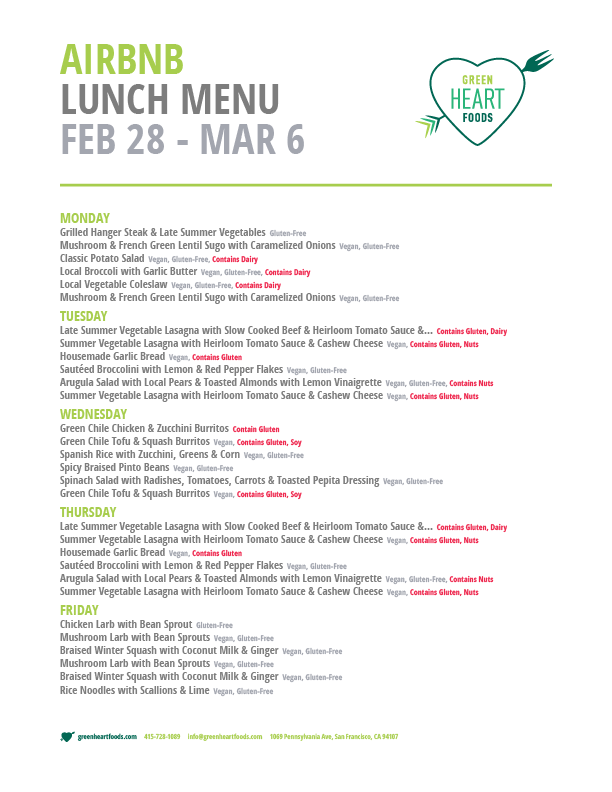 AIRBNB
LUNCH MENU
FEB 28 - MAR 6
GREEN
HEART
FOODS
MONDAY
Grilled Hanger Steak & Late Summer Vegetables Gluten-Free
Mushroom & French Green Lentil Sugo with Caramelized Onions Vegan, Gluten-Free
Classic Potato Salad Vegan, Gluten-Free, Contains Dairy
Local Broccoli with Garlic Butter Vegan, Gluten-Free, Contains Dairy
Local Vegetable Coleslaw Vegan, Gluten-Free, Contains Dairy
Mushroom & French Green Lentil Sugo with Caramelized Onions Vegan, Gluten-Free
TUESDAY
Late Summer Vegetable Lasagna with Slow Cooked Beef & Heirloom Tomato Sauce &... Contains Gluten, Dairy
Summer Vegetable Lasagna with Heirloom Tomato Sauce & Cashew Cheese Vegan, Contains Gluten, Nuts
Housemade Garlic Bread Vegan, Contains Gluten
Sautéed Broccolini with Lemon & Red Pepper Flakes Vegan, Gluten-Free
Arugula Salad with Local Pears & Toasted Almonds with Lemon Vinaigrette Vegan, Gluten-Free, Contains Nuts
Summer Vegetable Lasagna with Heirloom Tomato Sauce & Cashew Cheese Vegan, Contains Gluten, Nuts
WEDNESDAY
Green Chile Chicken & Zucchini Burritos Contain Gluten
Green Chile Tofu & Squash Burritos Vegan, Contains Gluten, Soy
Spanish Rice with Zucchini, Greens & Corn Vegan, Gluten-Free
Spicy Braised Pinto Beans Vegan, Gluten-Free
Spinach Salad with Radishes, Tomatoes, Carrots & Toasted Pepita Dressing Vegan, Gluten-Free
Green Chile Tofu & Squash Burritos Vegan, Contains Gluten, Soy
THURSDAY
Late Summer Vegetable Lasagna with Slow Cooked Beef & Heirloom Tomato Sauce &... Contains Gluten, Dairy
Summer Vegetable Lasagna with Heirloom Tomato Sauce & Cashew Cheese Vegan, Contains Gluten, Nuts
Housemade Garlic Bread Vegan, Contains Gluten
Sautéed Broccolini with Lemon & Red Pepper Flakes Vegan, Gluten-Free
Arugula Salad with Local Pears & Toasted Almonds with Lemon Vinaigrette Vegan, Gluten-Free, Contains Nuts
Summer Vegetable Lasagna with Heirloom Tomato Sauce & Cashew Cheese Vegan, Contains Gluten, Nuts
FRIDAY
Chicken Larb with Bean Sprout Gluten-Free
Mushroom Larb with Bean Sprouts Vegan, Gluten-Free
Braised Winter Squash with Coconut Milk & Ginger Vegan, Gluten-Free
Mushroom Larb with Bean Sprouts Vegan, Gluten-Free
Braised Winter Squash with Coconut Milk & Ginger Vegan, Gluten-Free
Rice Noodles with Scallions & Lime Vegan, Gluten-Free
greenheartfoods.com 415-728-1089 info@greenheartfoods.com 1069 Pennsylvania Ave, San Francisco, CA 94107